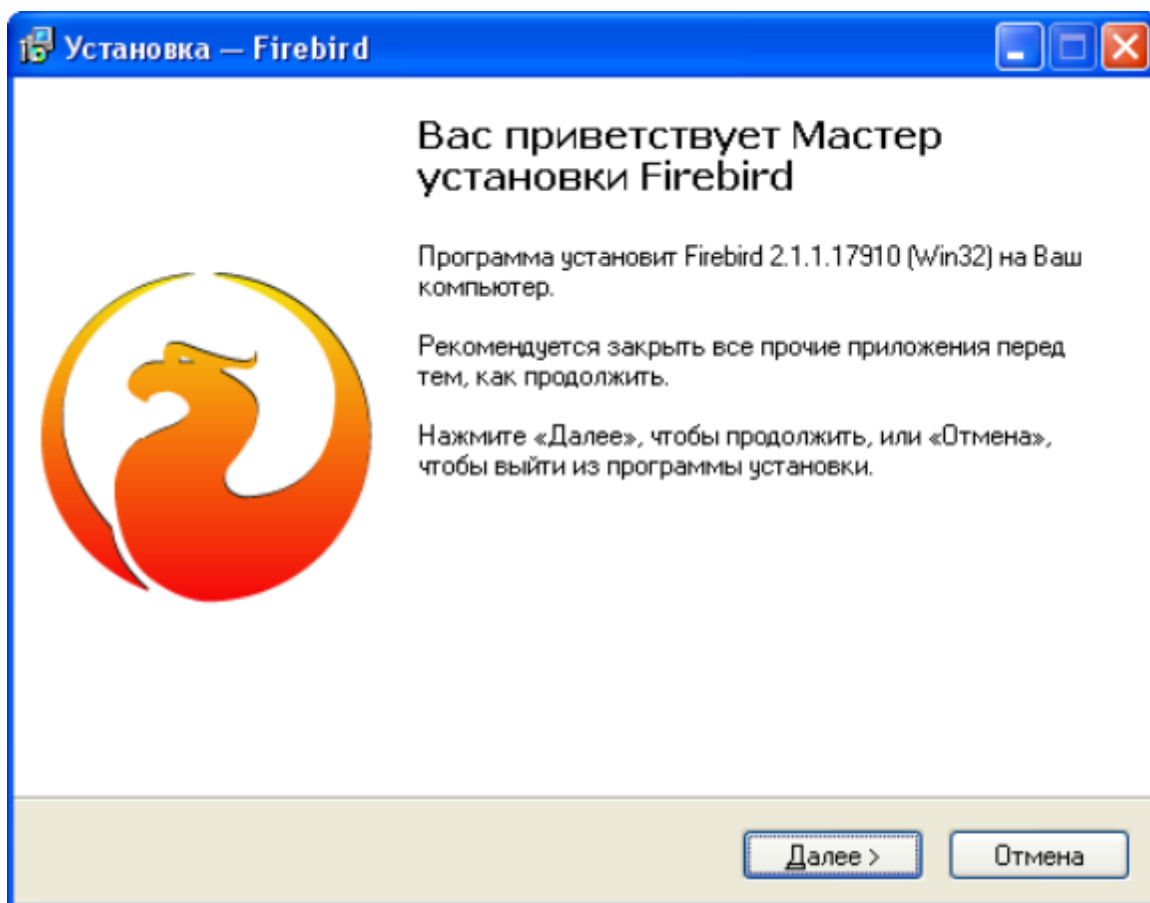 Установка — Firebird
Вас приветствует Мастер
установки Firebird
Программа установит Firebird 2.1.1.17910 (Win32) на Ваш
компьютер.
Рекомендуется закрыть все прочие приложения перед
тем, как продолжить.
Нажмите «Далее», чтобы продолжить, или «Отмена»,
чтобы выйти из программы установки.
Далее >
Отмена